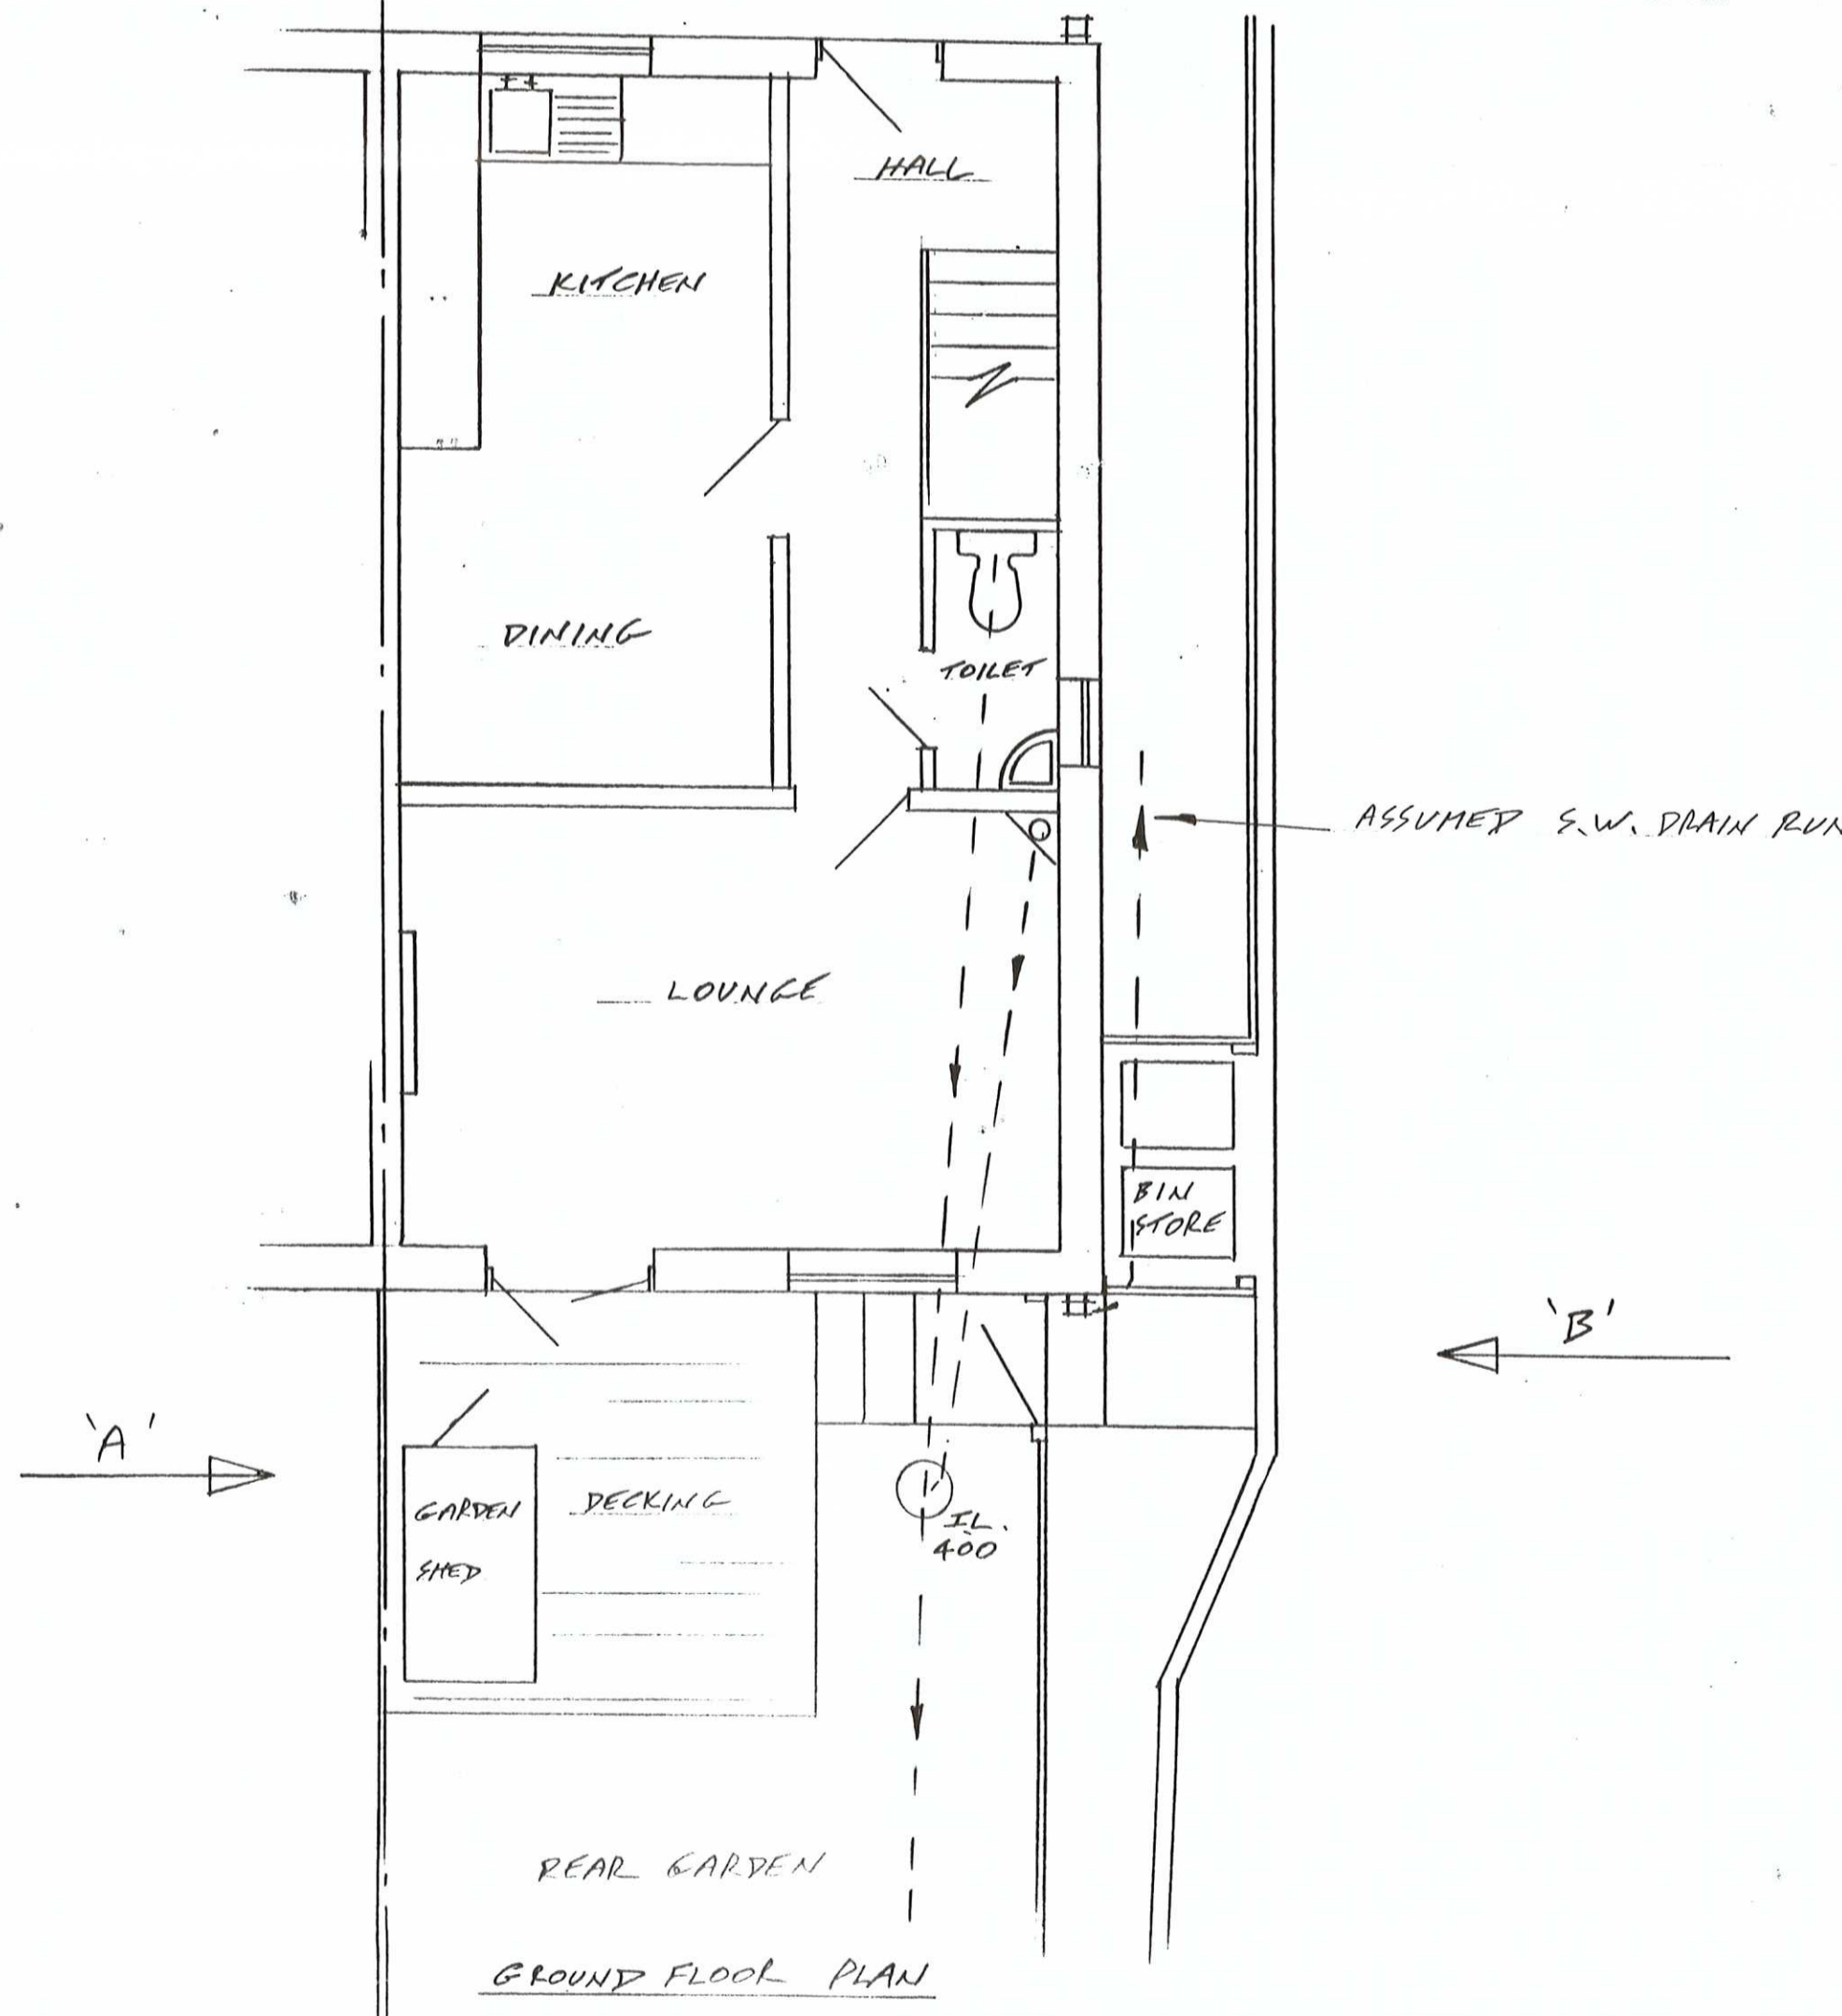 HALL
KITCHEN
DINING
TOILET
ASSUMED S.W. DRAIN RUN
LOUNGE
BIN
STORE
'B'
'A'
GARDEN
SHED
DECKING
IL.
400
REAR GARDEN
GROUND FLOOR PLAN